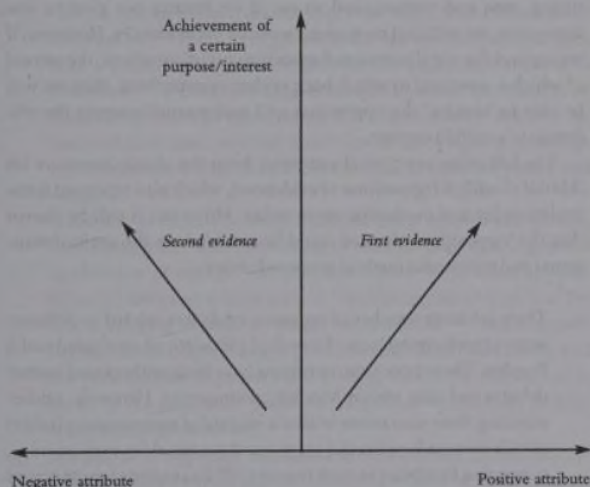 Achievement of
a certain
purpose/interest
Second evidence
First evidence
Negative attribute
Positive attribute